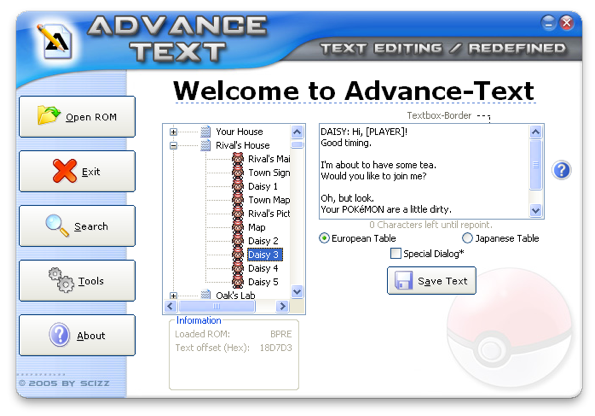 ADVANCE
TEXT
TEXT EDITING / REDEFINED
Welcome to Advance-Text
Open ROM
Exit
Search
Tools
About
© 2005 BY SCIZZ
Your House
Rival's House
Rival's Mai
Town Sign
Daisy 1
Town Map
Rival's Pict
Map
Daisy 2
Daisy 3
Daisy 4
Daisy 5
Oak's Lab
Information
Loaded ROM: BPRE
Text offset (Hex): 18D7D3
Textbox-Border
DAISY: Hi, [PLAYER]!
Good timing.
I'm about to have some tea.
Would you like to join me?
Oh, but look.
Your POKéMON are a little dirty.
0 Characters left until repoint.
European Table
Japanese Table
Special Dialog*
Save Text